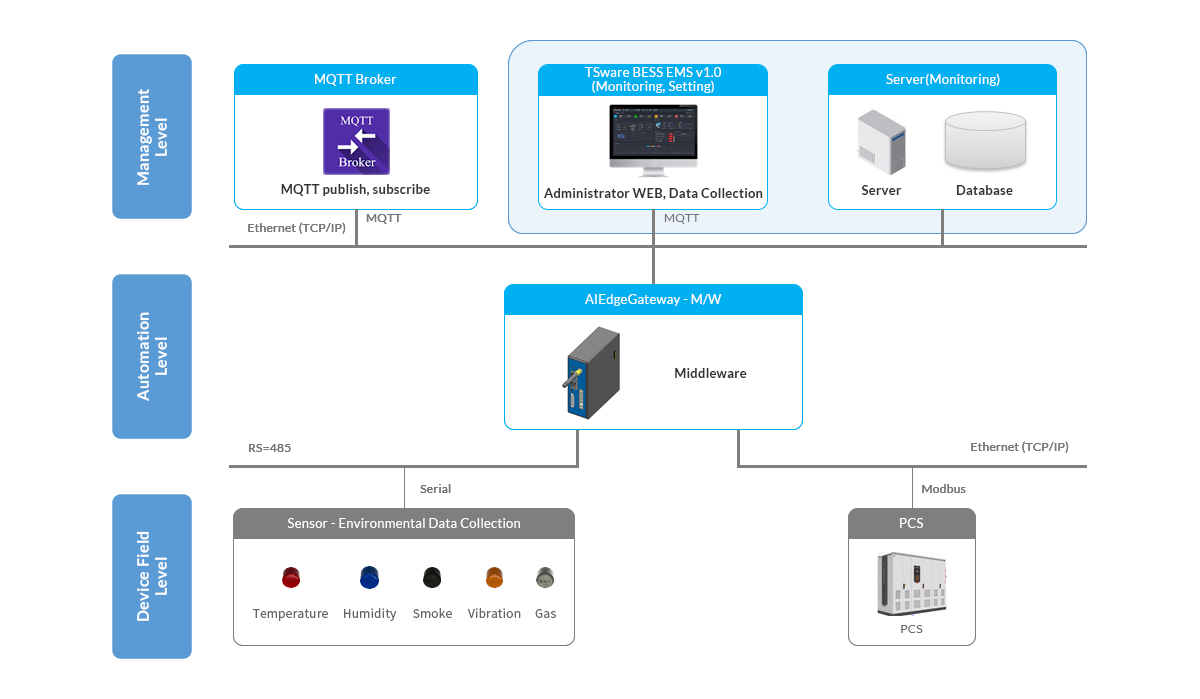 Management
Level
MQTT Broker
MQTT
Broker
MQTT publish, subscribe
TSware BESS EMS v1.0
(Monitoring, Setting)
Administrator WEB, Data Collection
Server(Monitoring)
Server
Database
Ethernet (TCP/IP)
MQTT
MQTT
Automation
Level
AIEdgeGateway - M/W
Middleware
RS=485
Ethernet (TCP/IP)
Serial
Modbus
Device Field
Level
Sensor - Environmental Data Collection
Temperature
Humidity
Smoke
Vibration
Gas
PCS
PCS